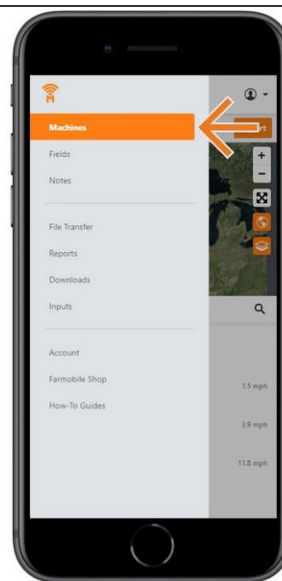 M
Machines
Fields
Notes
File Transfer
Reports
Downloads
Inputs
Account
Farmobile Shop
How-To Guides
+
−
1.5 mph
3.9 mph
11.8 mph